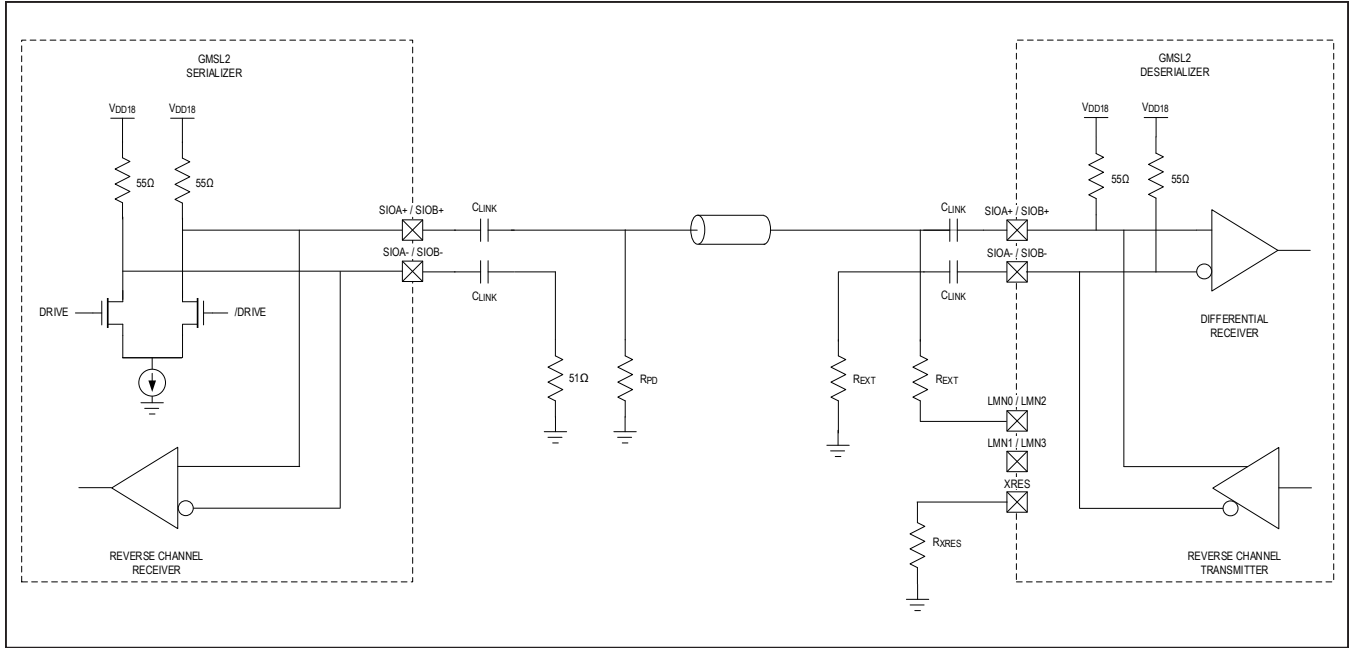 GMSL2
SERIALIZER
VDD18
VDD18
55Ω
55Ω
SIOA+ / SIOB+
SIOA- / SIOB-
CLINK
CLINK
DRIVE
/DRIVE
51Ω
RPD
REVERSE CHANNEL
RECEIVER
GMSL2
DESERIALIZER
VDD18
VDD18
55Ω
55Ω
CLINK
SIOA+ / SIOB+
SIOA- / SIOB-
CLINK
DIFFERENTIAL
RECEIVER
REXT
REXT
LMN0 / LMN2
LMN1 / LMN3
XRES
RXRES
REVERSE CHANNEL
TRANSMITTER